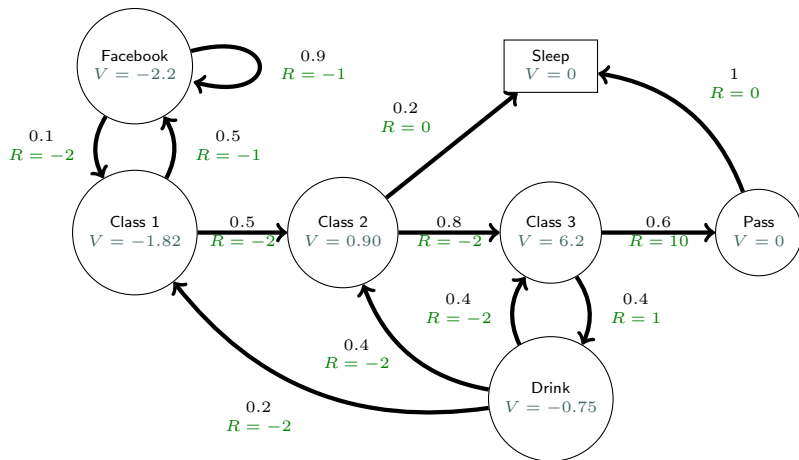 Facebook
V = −2.2
0.9
R = −1
Sleep
V = 0
1
R = 0
0.2
R = 0
0.1
R = −2
0.5
R = −1
Class 1
V = −1.82
0.5
R = −2
Class 2
V = 0.90
0.8
R = −2
Class 3
V = 6.2
0.6
R = 10
Pass
V = 0
0.4
R = −2
0.4
R = 1
0.4
R = −2
Drink
V = −0.75
0.2
R = −2